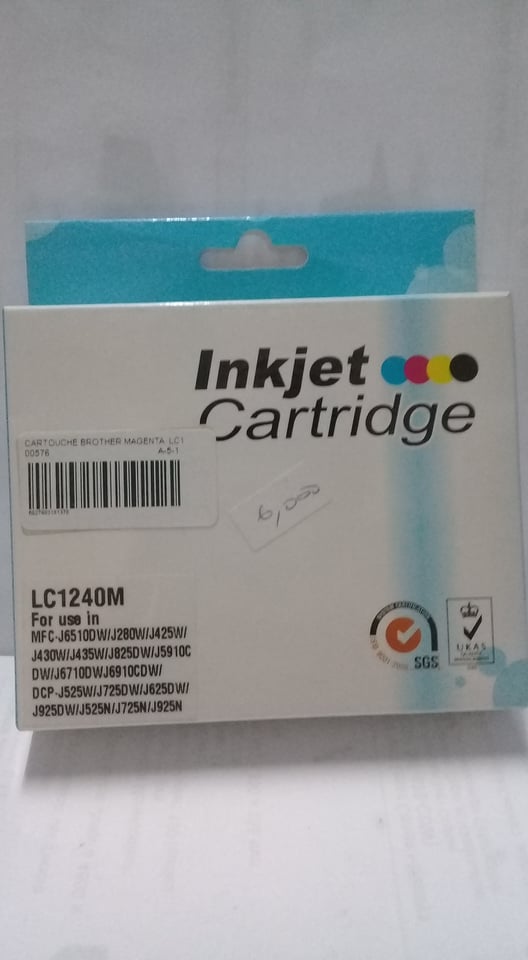 Inkjet
Cartridge
CARTOUCHE BROTHER MAGENTA LC1
00576 A-5-1
6,000
LC1240M
For use in
MFC-J6510DW/J280W/J425W/
J430W/J435W/J825DW/J5910C
DW/J6710DWJ6910CDW/
DCP-J525W/J725DW/J625DW/
J925DW/J525N/J725N/J925N
SGS
UKAS